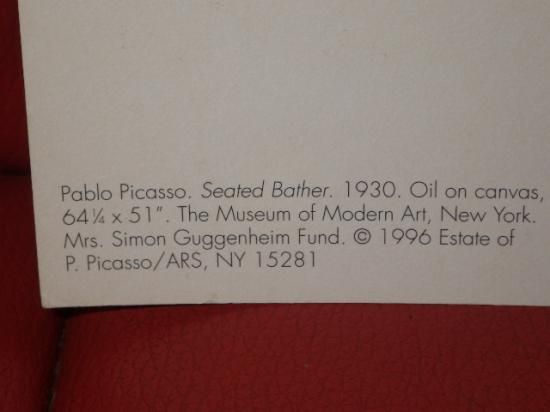 Pablo Picasso. Seated Bather. 1930. Oil on canvas,
64¼ x 51". The Museum of Modern Art, New York.
Mrs. Simon Guggenheim Fund. © 1996 Estate of
P. Picasso/ARS, NY 15281